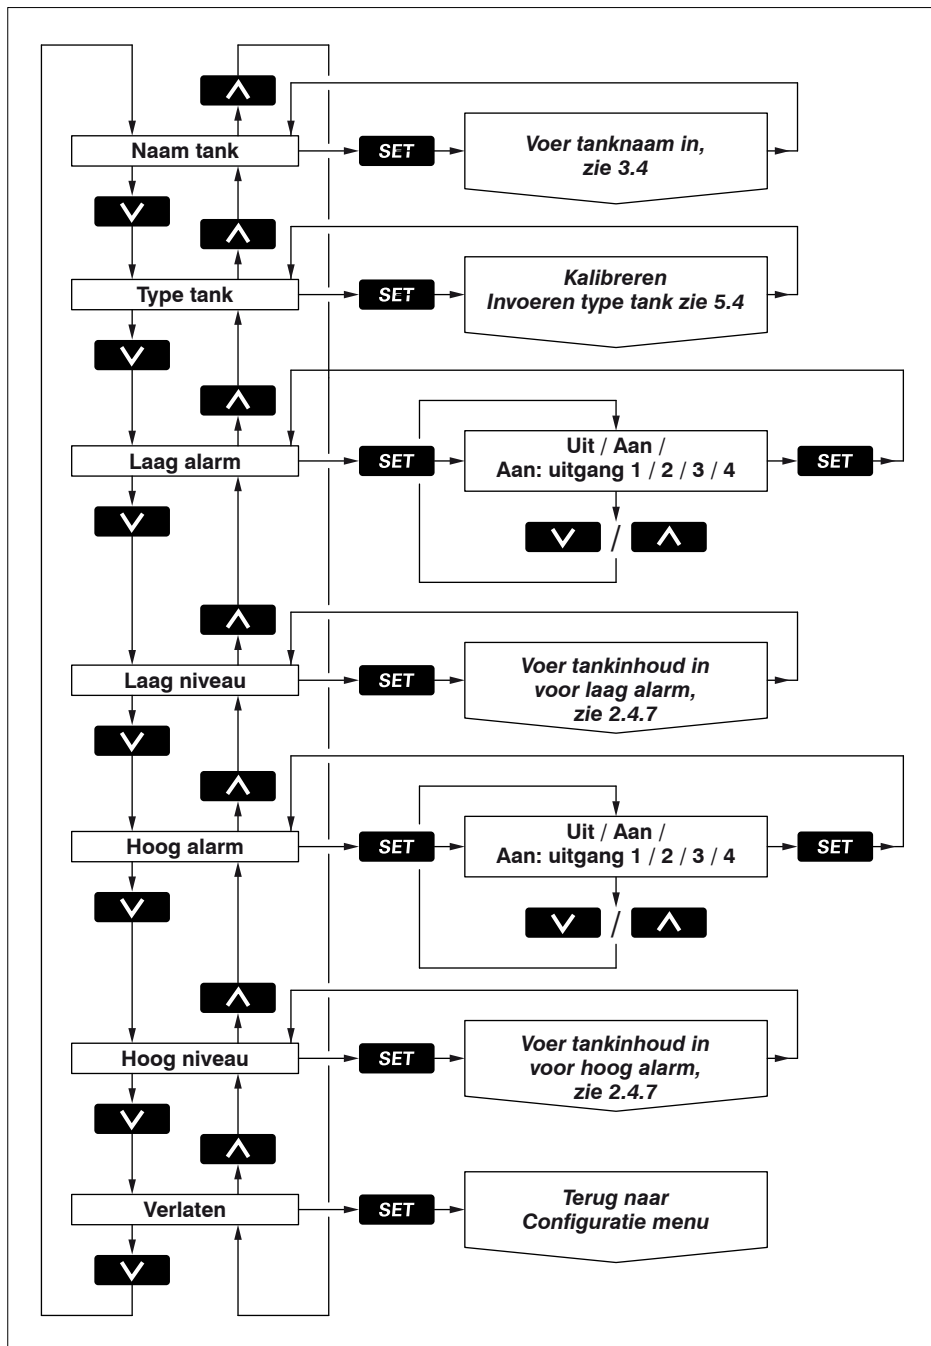 Naam tank
SET
Voer tanknaam in,
zie 3.4
Type tank
SET
Kalibreren
Invoeren type tank zie 5.4
Laag alarm
SET
Uit / Aan /
Aan: uitgang 1 / 2 / 3 / 4
SET
/
Laag niveau
SET
Voer tankinhoud in
voor laag alarm,
zie 2.4.7
Hoog alarm
SET
Uit / Aan /
Aan: uitgang 1 / 2 / 3 / 4
SET
/
Hoog niveau
SET
Voer tankinhoud in
voor hoog alarm,
zie 2.4.7
Verlaten
SET
Terug naar
Configuratie menu